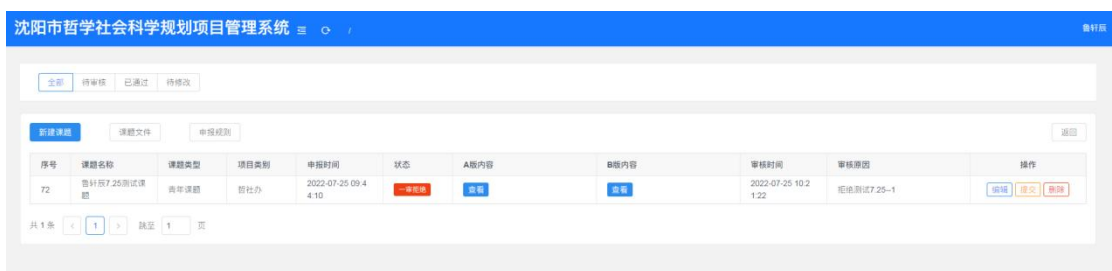 沈阳市哲学社会科学规划项目管理系统 / 鲁轩辰
全部 待审核 已通过 待修改
新建课题 课题文件 申报规则 返回
序号 课题名称 课题类型 项目类别 申报时间 状态 A版内容 B版内容 审核时间 审核原因 操作
72 鲁轩辰7.25测试课 青年课题 哲社办 2022-07-25 09:4 一审拒绝 查看 查看 2022-07-25 10:2 拒绝测试7.25--1 编辑 提交 删除
题 4:10 1:22
共 1 条 < 1 > 跳至 1 页